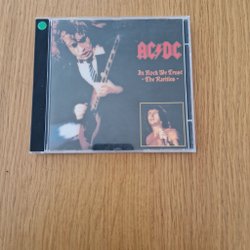 AC/DC
In Rock We Trust
- The Rarities -